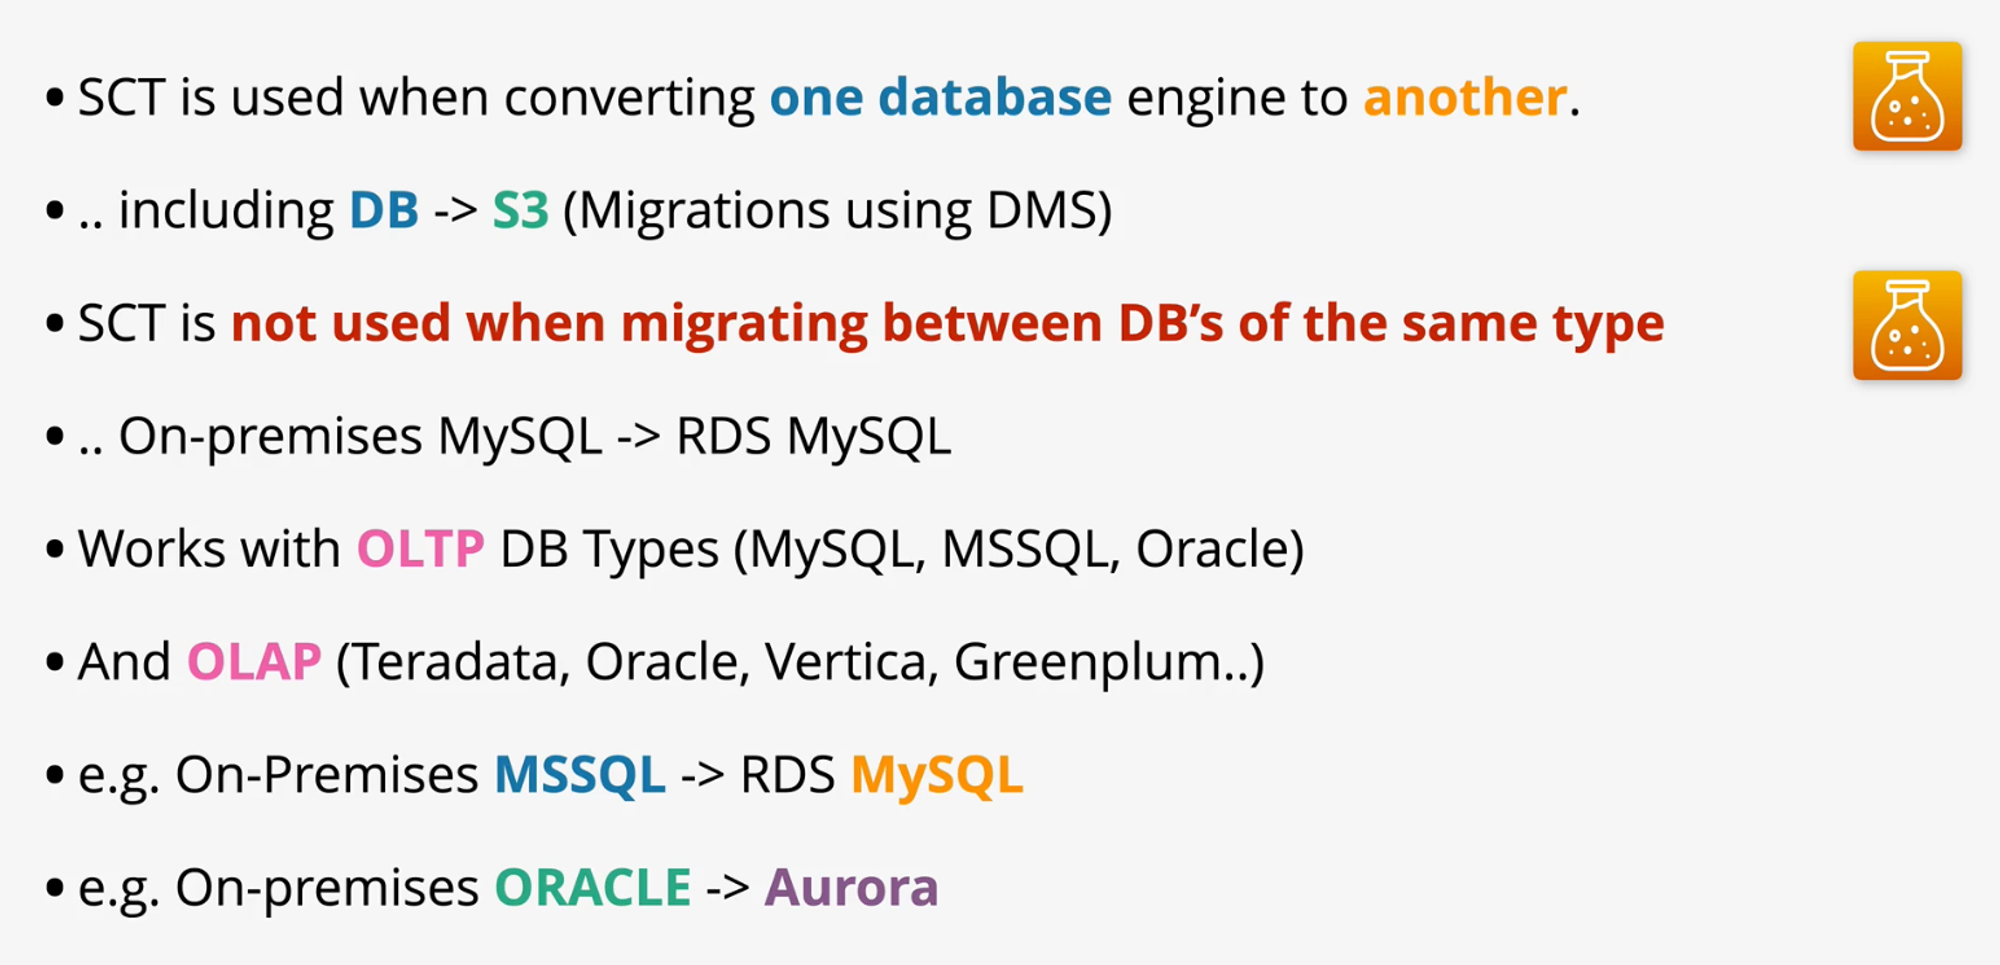 • SCT is used when converting one database engine to another.
• .. including DB -> S3 (Migrations using DMS)
• SCT is not used when migrating between DB’s of the same type
• .. On-premises MySQL -> RDS MySQL
• Works with OLTP DB Types (MySQL, MSSQL, Oracle)
• And OLAP (Teradata, Oracle, Vertica, Greenplum..)
• e.g. On-Premises MSSQL -> RDS MySQL
• e.g. On-premises ORACLE -> Aurora